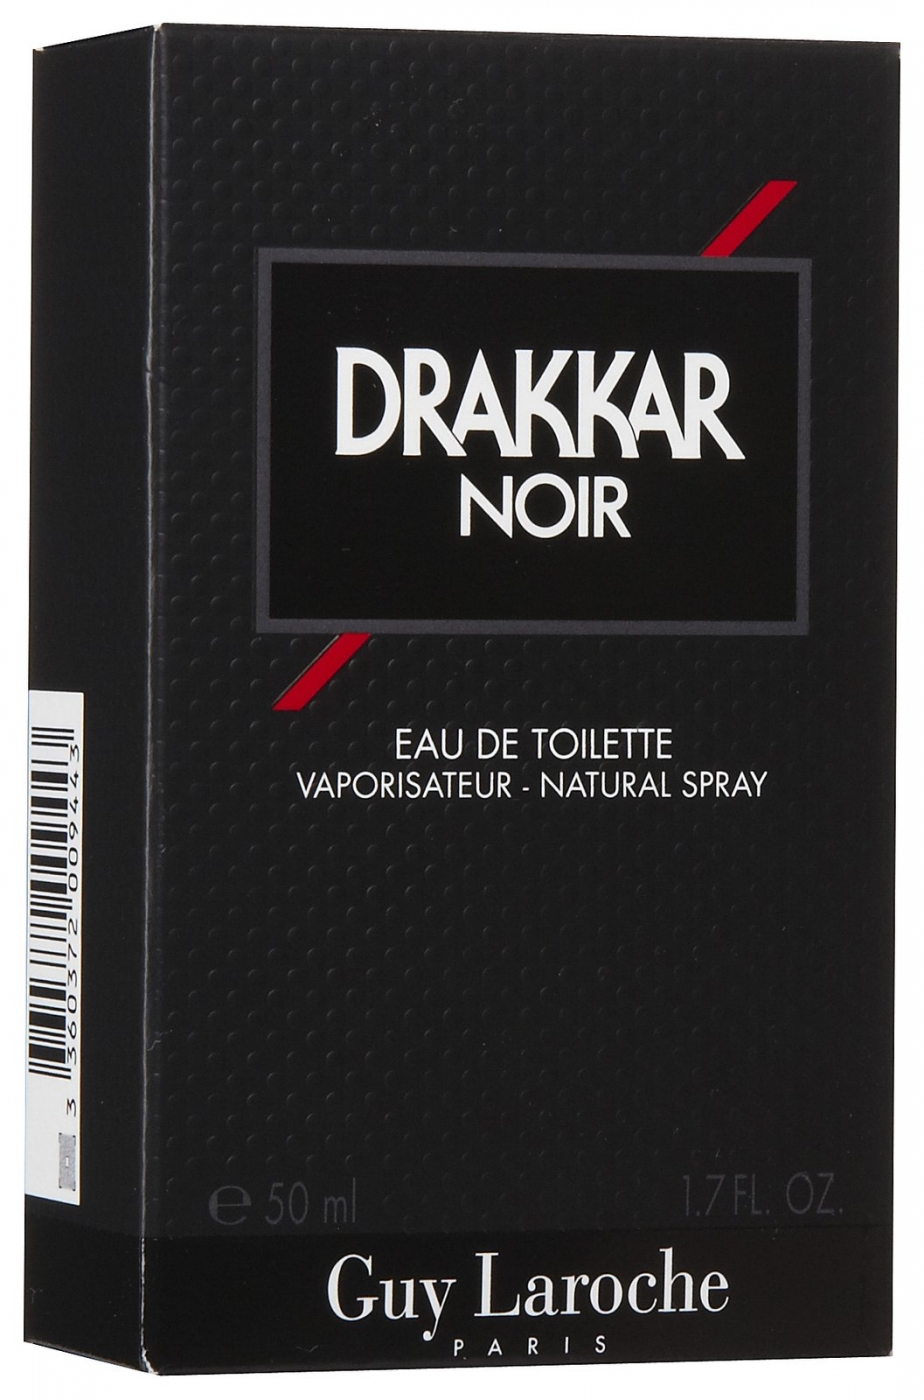 DRAKKAR
NOIR
EAU DE TOILETTE
VAPORISATEUR - NATURAL SPRAY
℮ 50 ml
1.7 FL. OZ.
Guy Laroche
PARIS
3 360372 009443